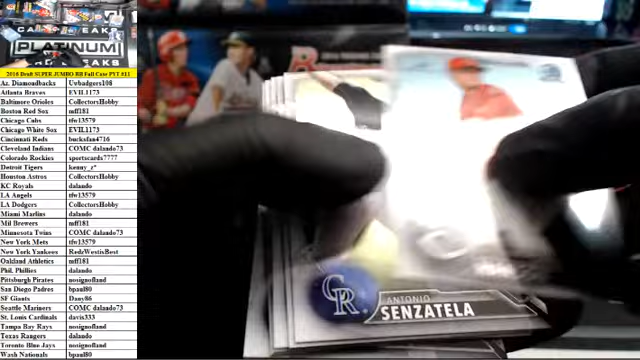 PLATINUM
2016 Draft SUPER JUMBO RB Full Case PYT #11
Az. Diamondbacks Uwbadgers108
Atlanta Braves EVIL1173
Baltimore Orioles CollectorsHobby
Boston Red Sox mff181
Chicago Cubs tfw13579
Chicago White Sox EVIL1173
Cincinnati Reds bucksfan4716
Cleveland Indians COMC dalando73
Colorado Rockies sportscards7777
Detroit Tigers kenny_z*
Houston Astros CollectorsHobby
KC Royals dalando
LA Angels tfw13579
LA Dodgers CollectorsHobby
Miami Marlins dalando
Mil Brewers mff181
Minnesota Twins COMC dalando73
New York Mets tfw13579
New York Yankees RedzWestisBest
Oakland Athletics mff181
Phil. Phillies dalando
Pittsburgh Pirates nosignofland
San Diego Padres bpaul80
SF Giants Dany86
Seattle Mariners COMC dalando73
St. Louis Cardinals davis333
Tampa Bay Rays nosignofland
Texas Rangers dalando
Toronto Blue Jays nosignofland
Wash Nationals bpaul80
CR
ANTONIO
SENZATELA